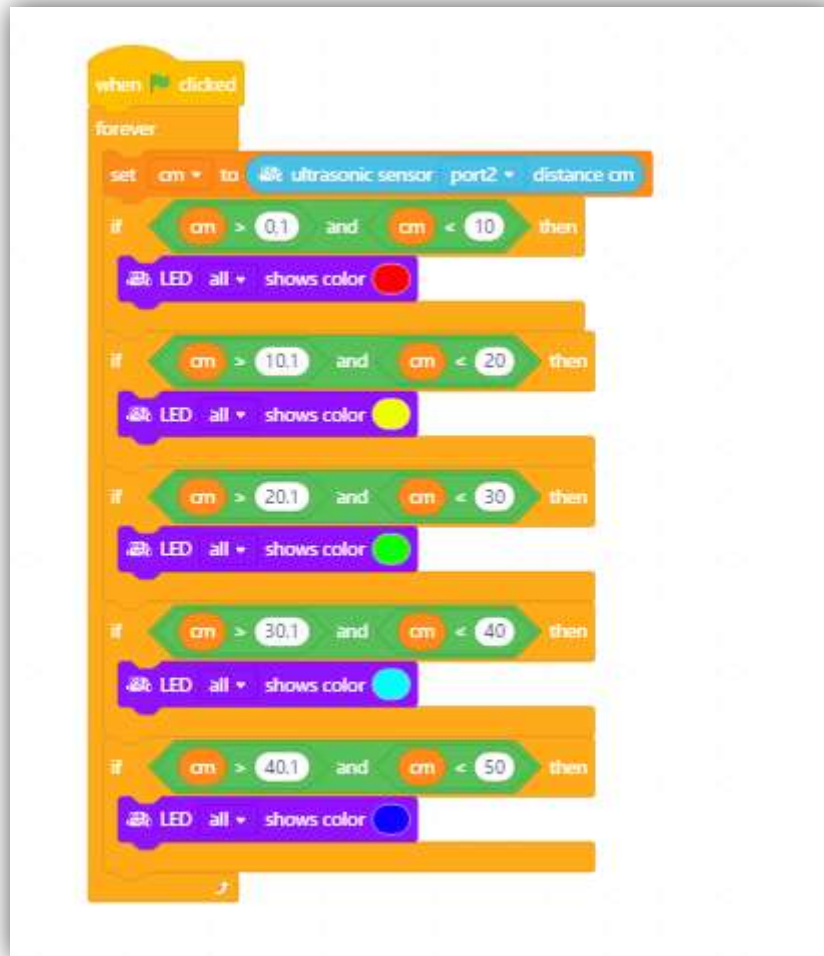 when clicked
forever
set cm to ultrasonic sensor port2 distance cm
if cm > 0,1 and cm < 10 then
LED all shows color
if cm > 10.1 and cm < 20 then
LED all shows color
if cm > 20.1 and cm < 30 then
LED all shows color
if cm > 30.1 and cm < 40 then
LED all shows color
if cm > 40.1 and cm < 50 then
LED all shows color